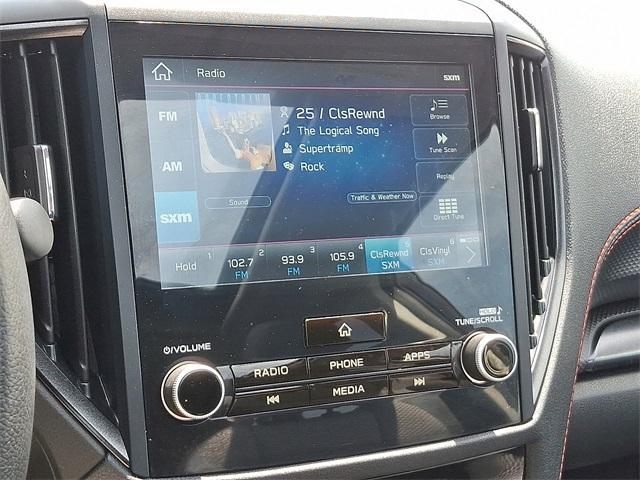 Radio
sxm
FM
AM
sxm
25 / ClsRewnd
The Logical Song
Supertramp
Rock
Browse
Tune Scan
Replay
Direct Tune
Sound
Traffic & Weather Now
Hold
1
102.7
FM
2
93.9
FM
3
105.9
FM
4
ClsRewnd
SXM
5
ClsVinyl
SXM
6
HOLD
TUNE/SCROLL
VOLUME
RADIO
PHONE
APPS
MEDIA